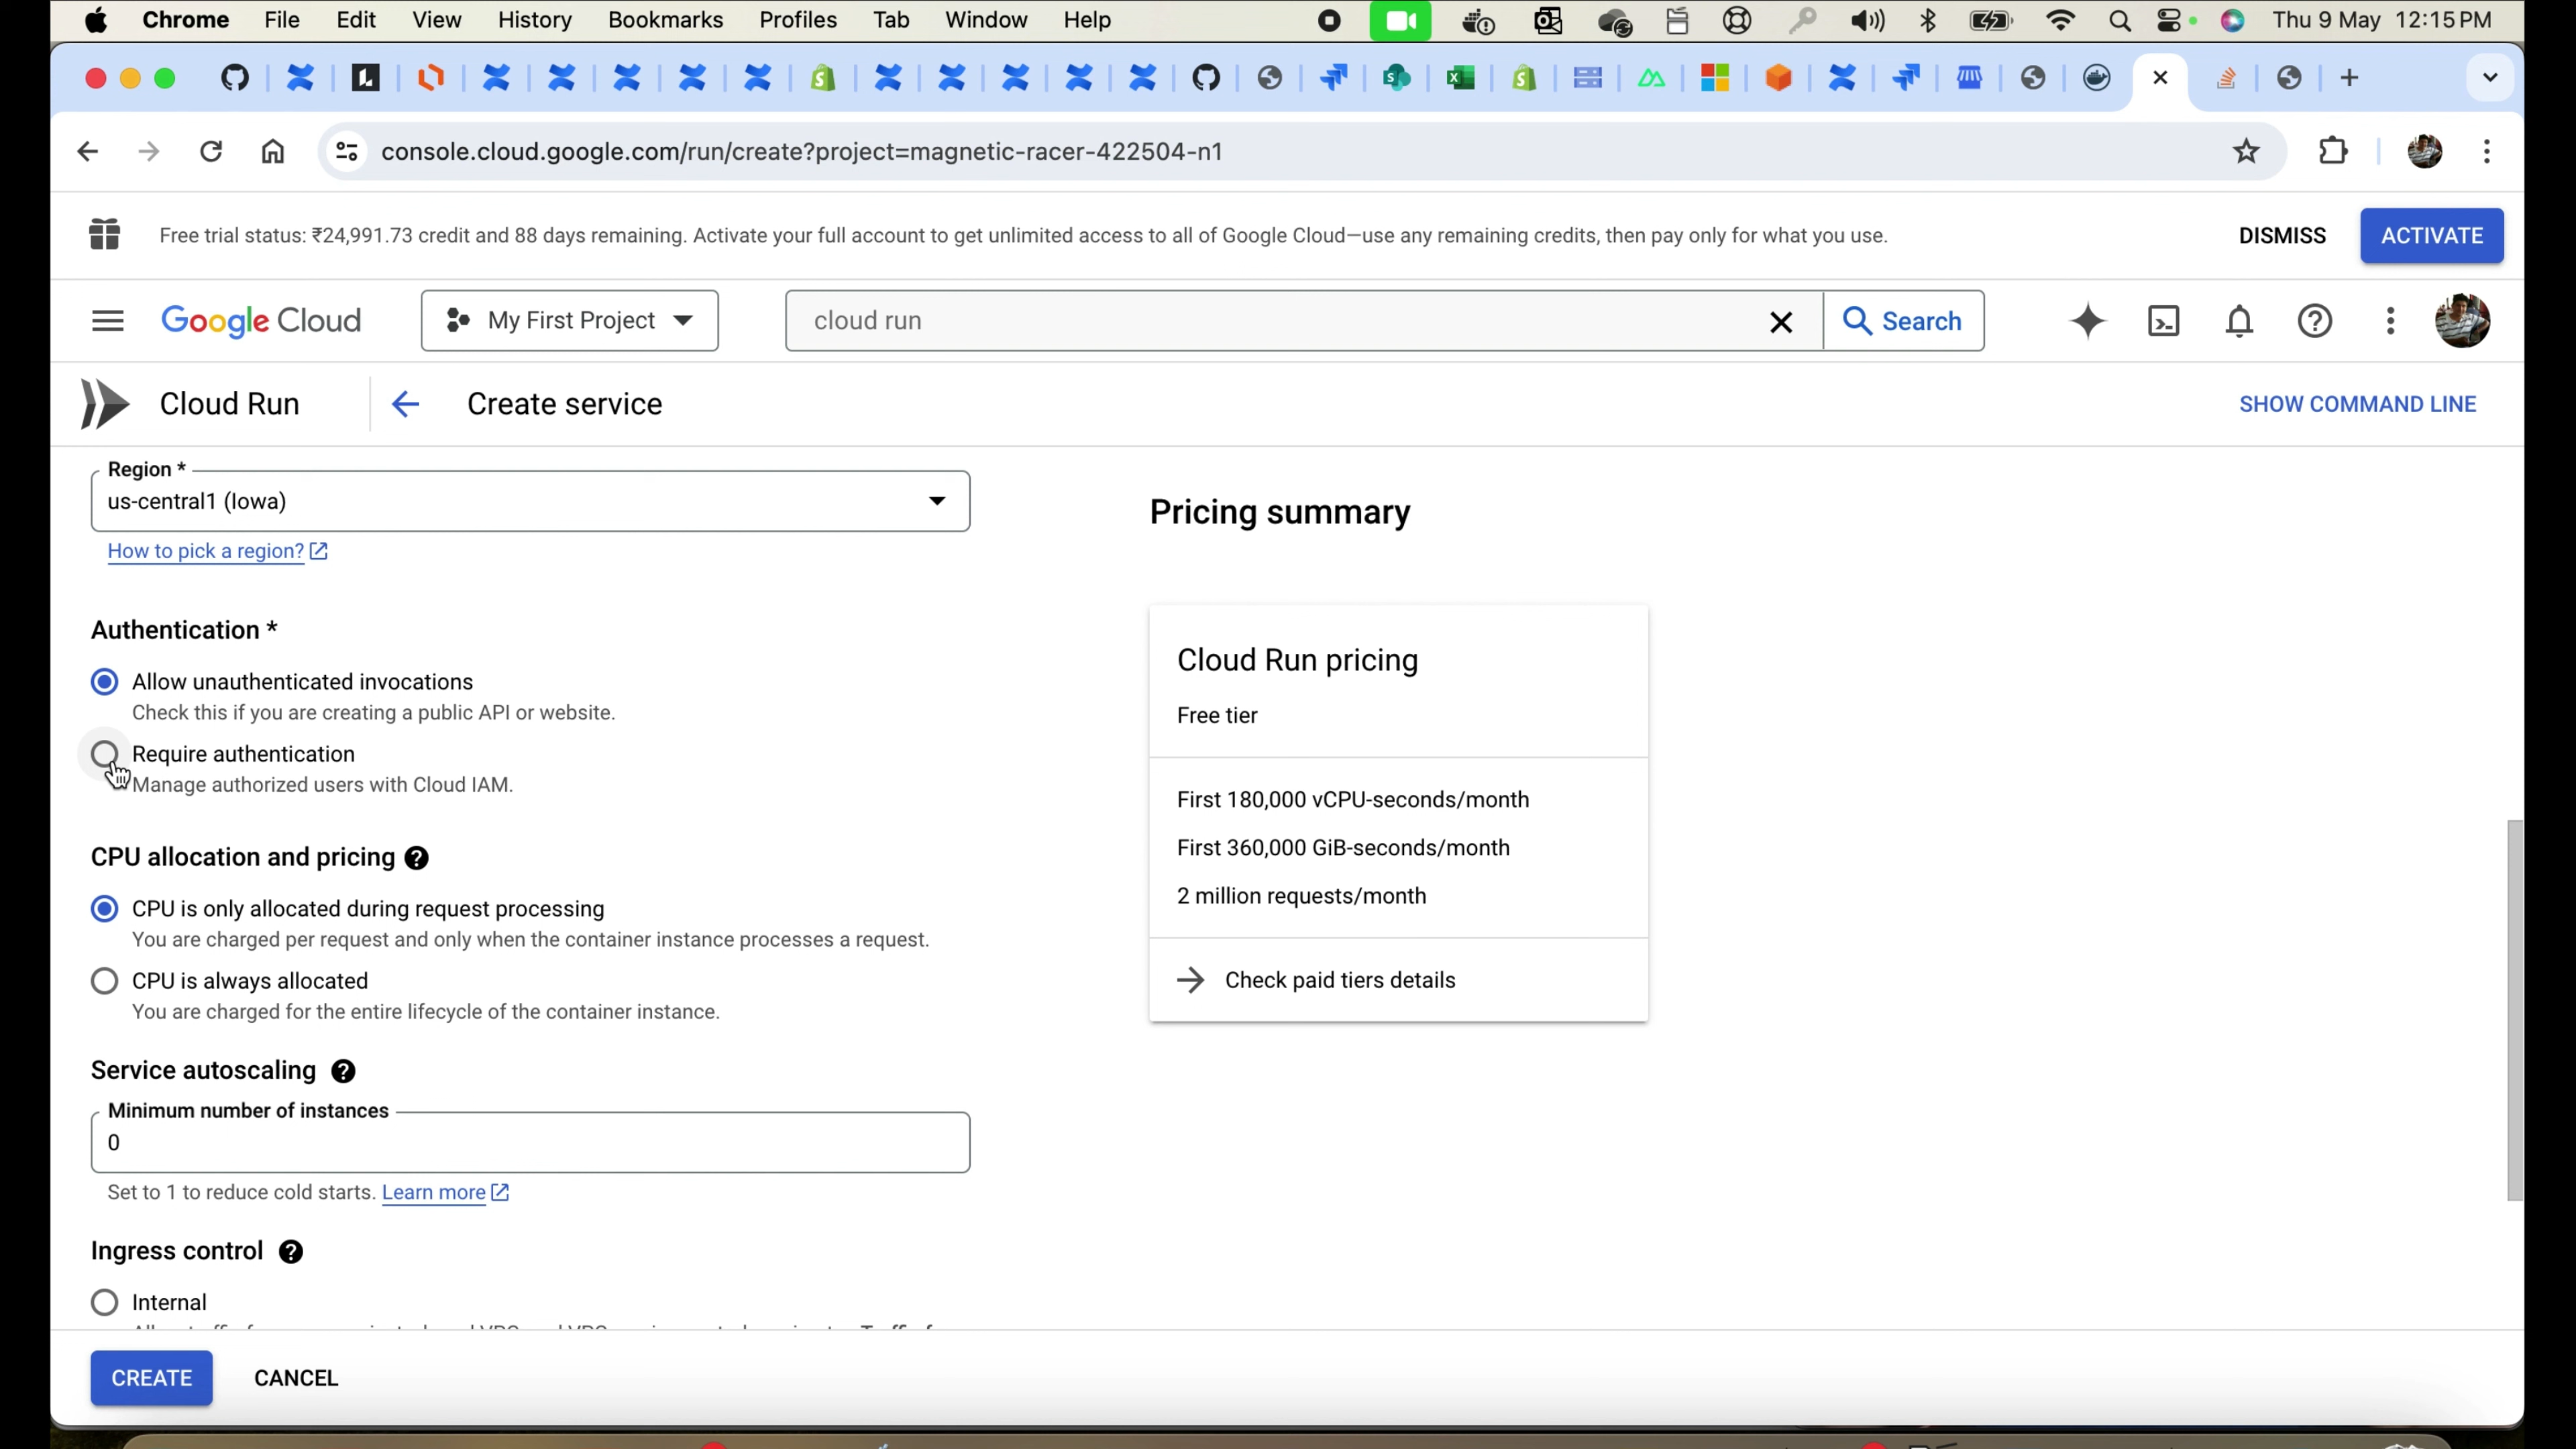 Chrome File Edit View History Bookmarks Profiles Tab Window Help Thu 9 May 12:15 PM
console.cloud.google.com/run/create?project=magnetic-racer-422504-n1
Free trial status: ₹24,991.73 credit and 88 days remaining. Activate your full account to get unlimited access to all of Google Cloud—use any remaining credits, then pay only for what you use. DISMISS ACTIVATE
Google Cloud My First Project cloud run Search
Cloud Run Create service SHOW COMMAND LINE
Region *
us-central1 (Iowa)
How to pick a region?
Authentication *
Allow unauthenticated invocations
Check this if you are creating a public API or website.
Require authentication
Manage authorized users with Cloud IAM.
CPU allocation and pricing
CPU is only allocated during request processing
You are charged per request and only when the container instance processes a request.
CPU is always allocated
You are charged for the entire lifecycle of the container instance.
Service autoscaling
Minimum number of instances
0
Set to 1 to reduce cold starts. Learn more
Ingress control
Internal
Pricing summary
Cloud Run pricing
Free tier
First 180,000 vCPU-seconds/month
First 360,000 GiB-seconds/month
2 million requests/month
Check paid tiers details
CREATE CANCEL